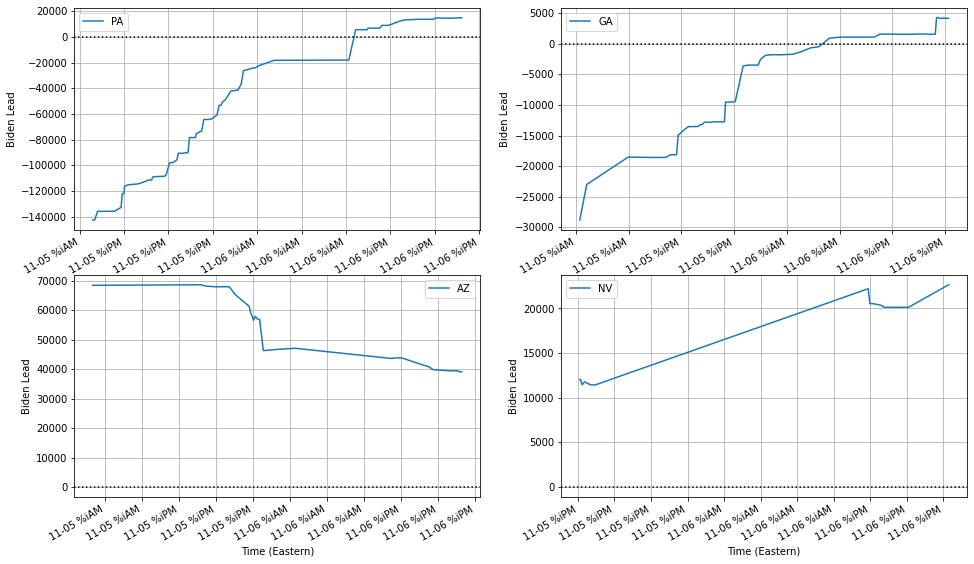 PA
20000
0
−20000
−40000
−60000
−80000
−100000
−120000
−140000
Biden Lead
11-05 %iAM
11-05 %iPM
11-05 %iPM
11-05 %iPM
11-06 %iAM
11-06 %iAM
11-06 %iAM
11-06 %iPM
11-06 %iPM
11-06 %iPM
GA
5000
0
−5000
−10000
−15000
−20000
−25000
−30000
Biden Lead
11-05 %iAM
11-05 %iAM
11-05 %iPM
11-05 %iPM
11-06 %iAM
11-06 %iAM
11-06 %iPM
11-06 %iPM
AZ
70000
60000
50000
40000
30000
20000
10000
0
Biden Lead
11-05 %iAM
11-05 %iAM
11-05 %iPM
11-05 %iPM
11-05 %iPM
11-06 %iAM
11-06 %iAM
11-06 %iAM
11-06 %iPM
11-06 %iPM
11-06 %iPM
Time (Eastern)
NV
20000
15000
10000
5000
0
Biden Lead
11-05 %iPM
11-05 %iPM
11-05 %iPM
11-05 %iPM
11-06 %iAM
11-06 %iAM
11-06 %iAM
11-06 %iAM
11-06 %iPM
11-06 %iPM
11-06 %iPM
Time (Eastern)